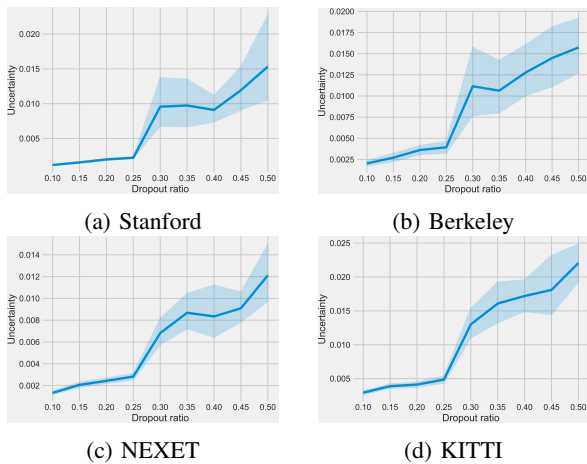 0.020
0.015
0.010
0.005
Uncertainty
0.10 0.15 0.20 0.25 0.30 0.35 0.40 0.45 0.50
Dropout ratio
(a) Stanford
0.0200
0.0175
0.0150
0.0125
0.0100
0.0075
0.0050
0.0025
Uncertainty
0.10 0.15 0.20 0.25 0.30 0.35 0.40 0.45 0.50
Dropout ratio
(b) Berkeley
0.014
0.012
0.010
0.008
0.006
0.004
0.002
Uncertainty
0.10 0.15 0.20 0.25 0.30 0.35 0.40 0.45 0.50
Dropout ratio
(c) NEXET
0.025
0.020
0.015
0.010
0.005
Uncertainty
0.10 0.15 0.20 0.25 0.30 0.35 0.40 0.45 0.50
Dropout ratio
(d) KITTI